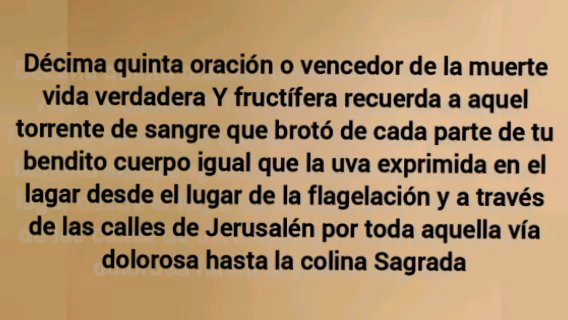 Décima quinta oración o vencedor de la muerte
vida verdadera Y fructífera recuerda a aquel
torrente de sangre que brotó de cada parte de tu
bendito cuerpo igual que la uva exprimida en el
lagar desde el lugar de la flagelación y a través
de las calles de Jerusalén por toda aquella vía
dolorosa hasta la colina Sagrada